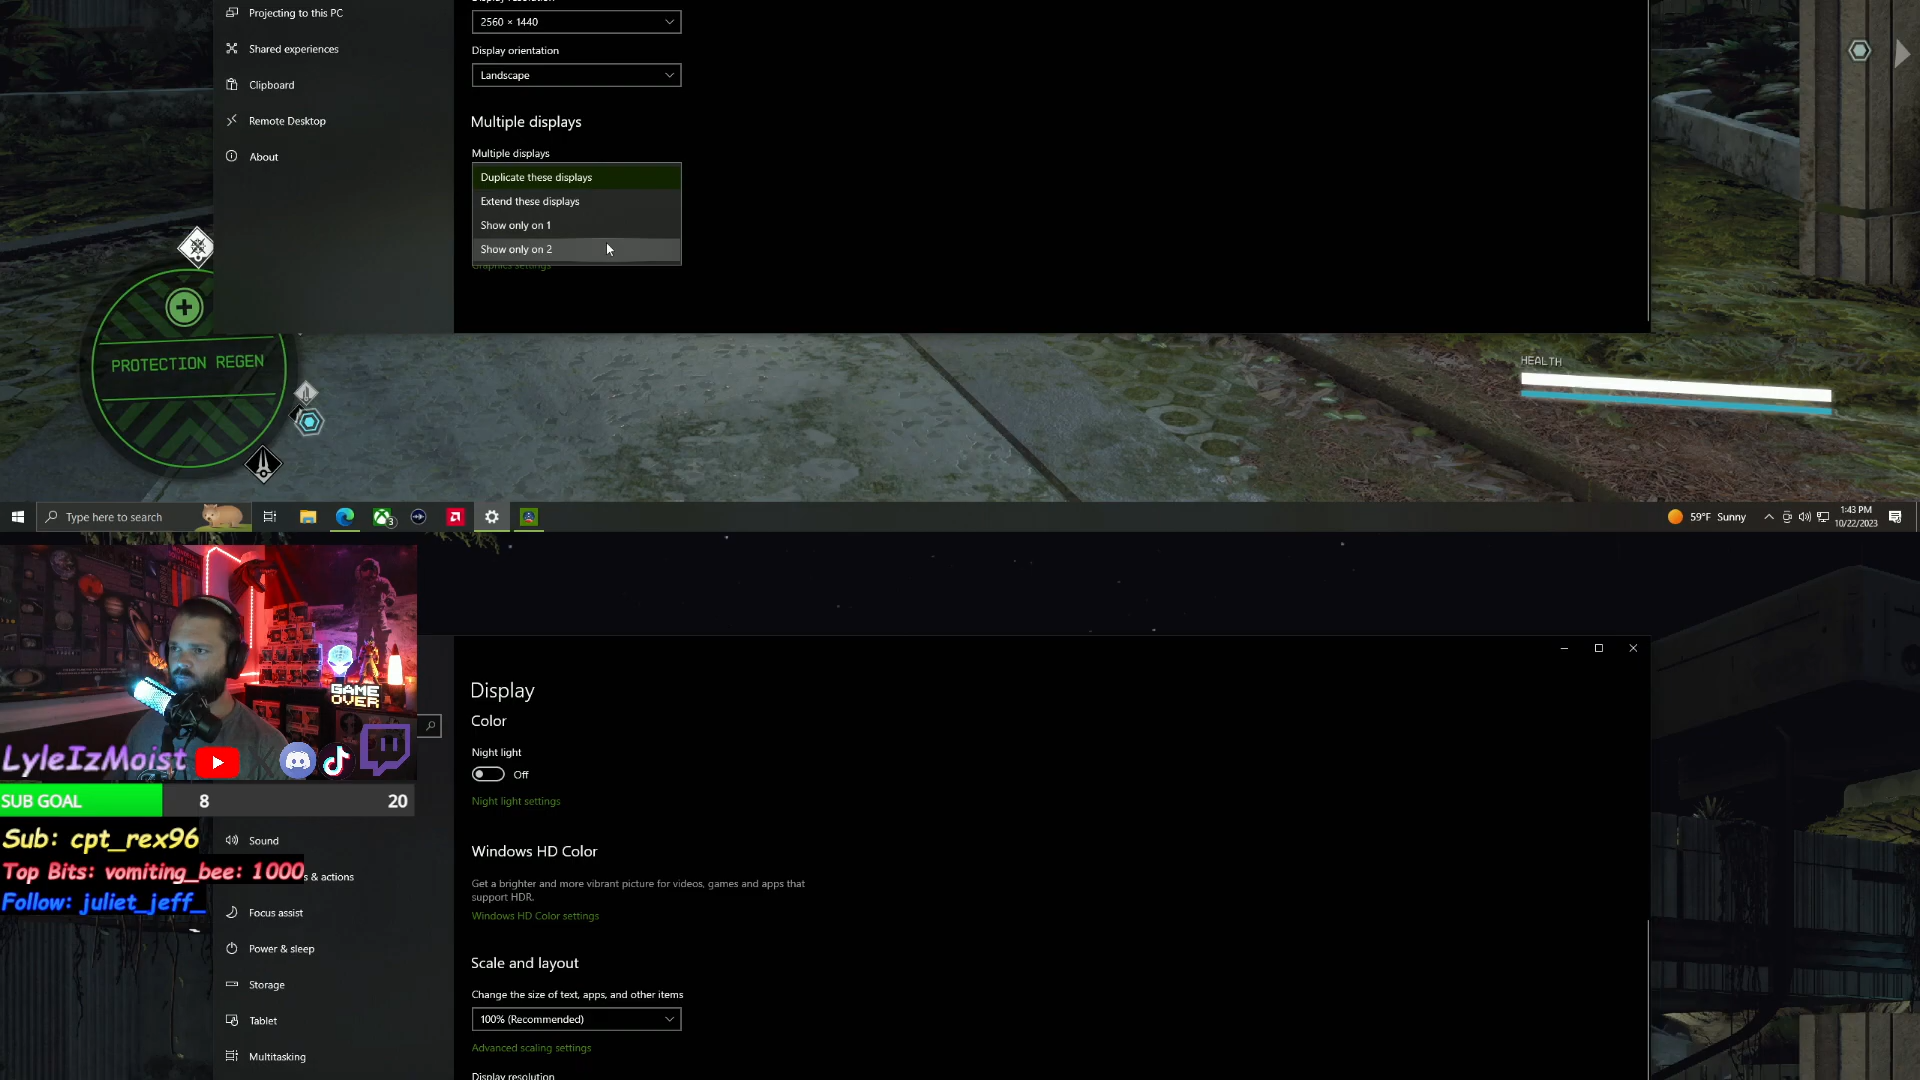 Projecting to this PC
2560 × 1440
Shared experiences
Display orientation
Landscape
Clipboard
Remote Desktop
Multiple displays
About
Multiple displays
Duplicate these displays
Extend these displays
Show only on 1
Show only on 2
Graphics settings
PROTECTION REGEN
HEALTH
Type here to search
3
59°F Sunny
1:43 PM
10/22/2023
Display
Color
Night light
Off
Night light settings
GAME
OVER
LyleIzMoist
SUB GOAL 8 20
Sub: cpt_rex96
Top Bits: vomiting_bee: 1000
Follow: juliet_jeff_
Sound
s & actions
Focus assist
Power & sleep
Storage
Tablet
Multitasking
Windows HD Color
Get a brighter and more vibrant picture for videos, games and apps that
support HDR.
Windows HD Color settings
Scale and layout
Change the size of text, apps, and other items
100% (Recommended)
Advanced scaling settings
Display resolution